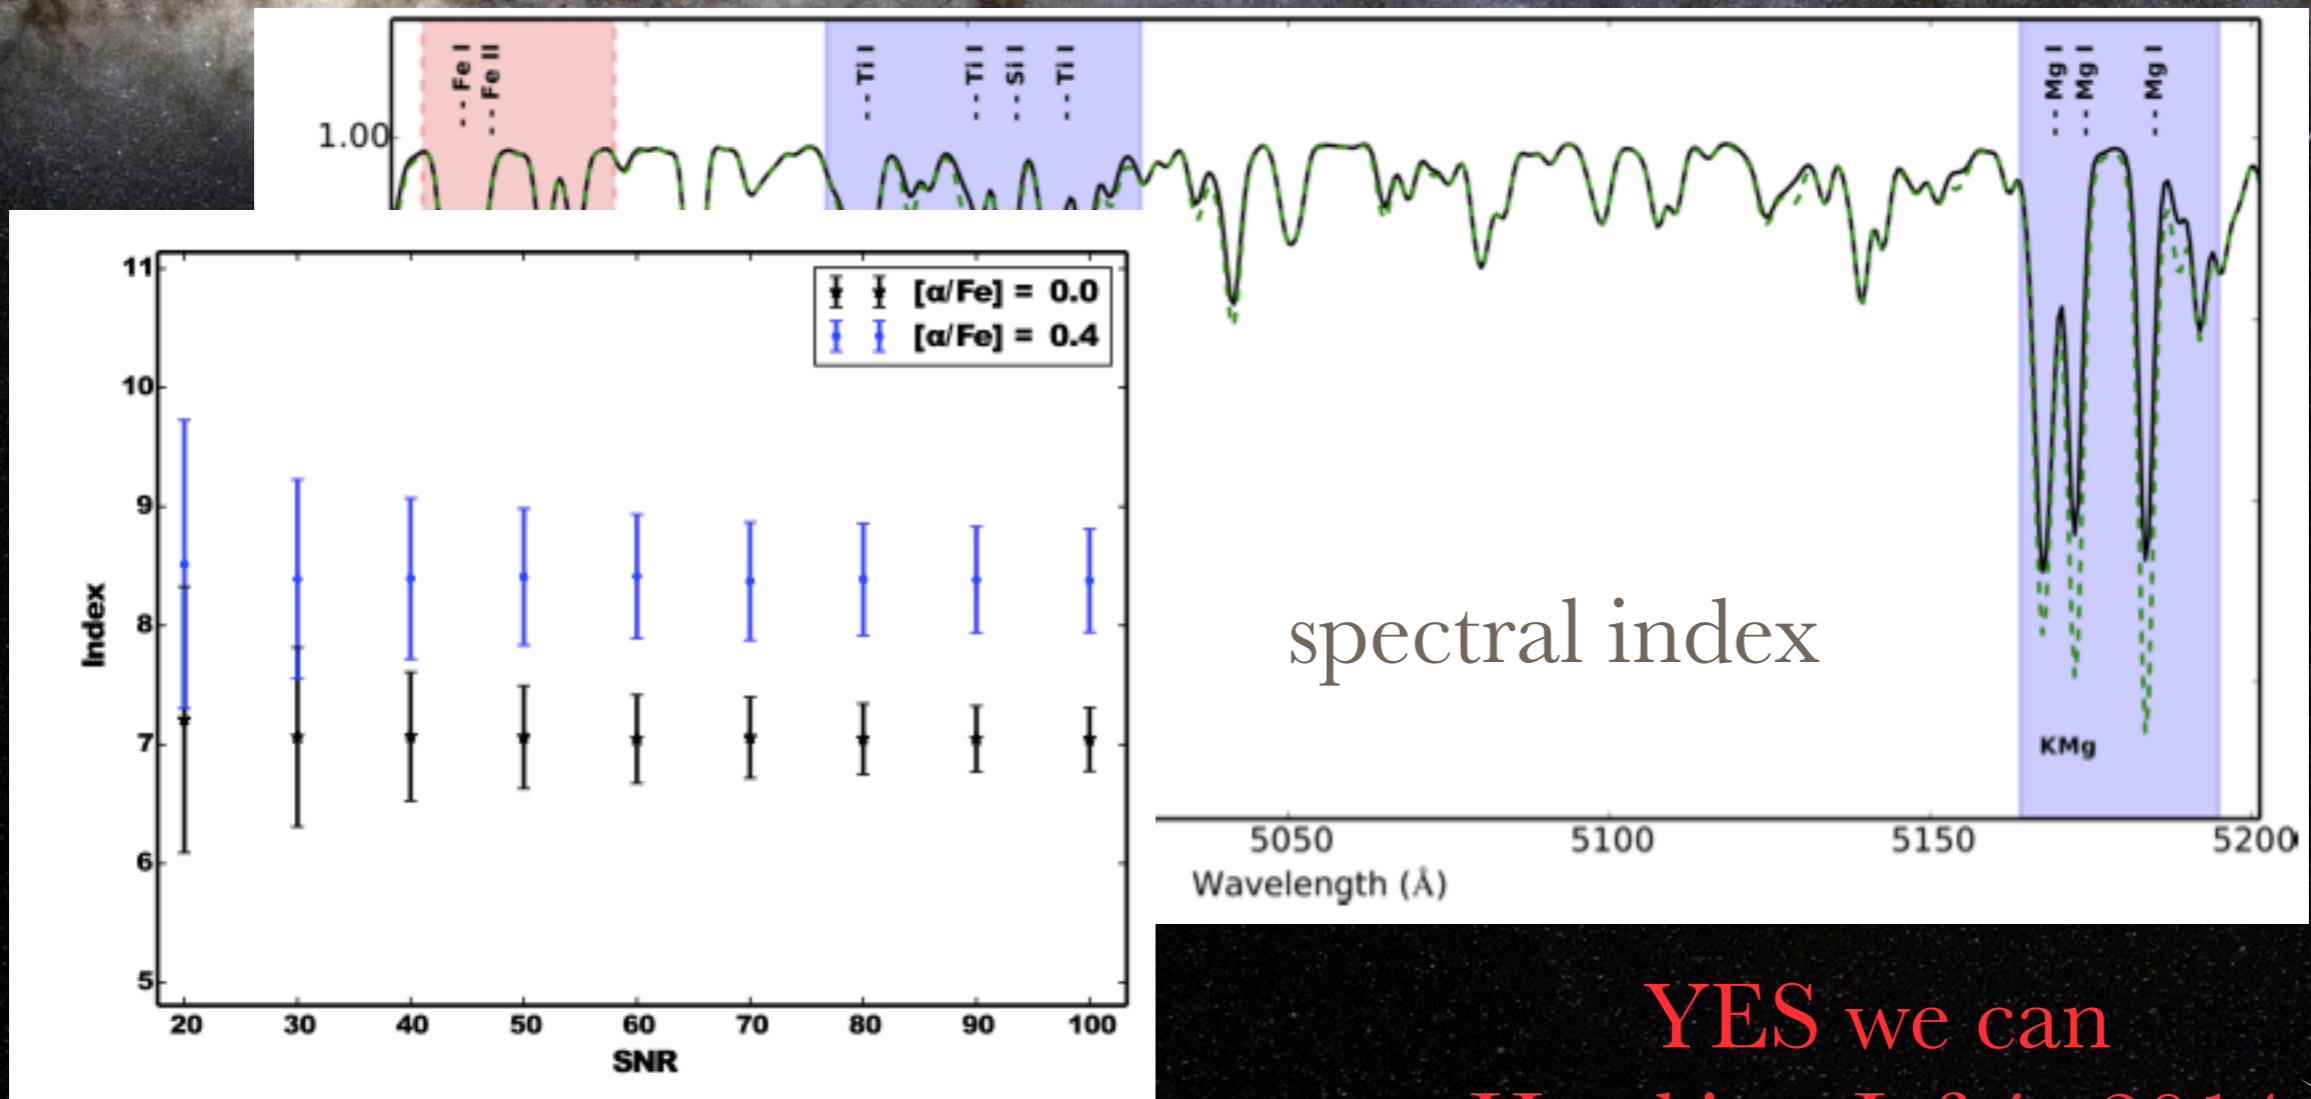 Fe I
Fe II
Ti I
Ti I
Si I
Ti I
Mg I
Mg I
Mg I
1.00
KMg
5050
5100
5150
5200
Wavelength (Å)
spectral index
11
10
9
8
7
6
5
Index
[α/Fe] = 0.0
[α/Fe] = 0.4
20 30 40 50 60 70 80 90 100
SNR
YES we can